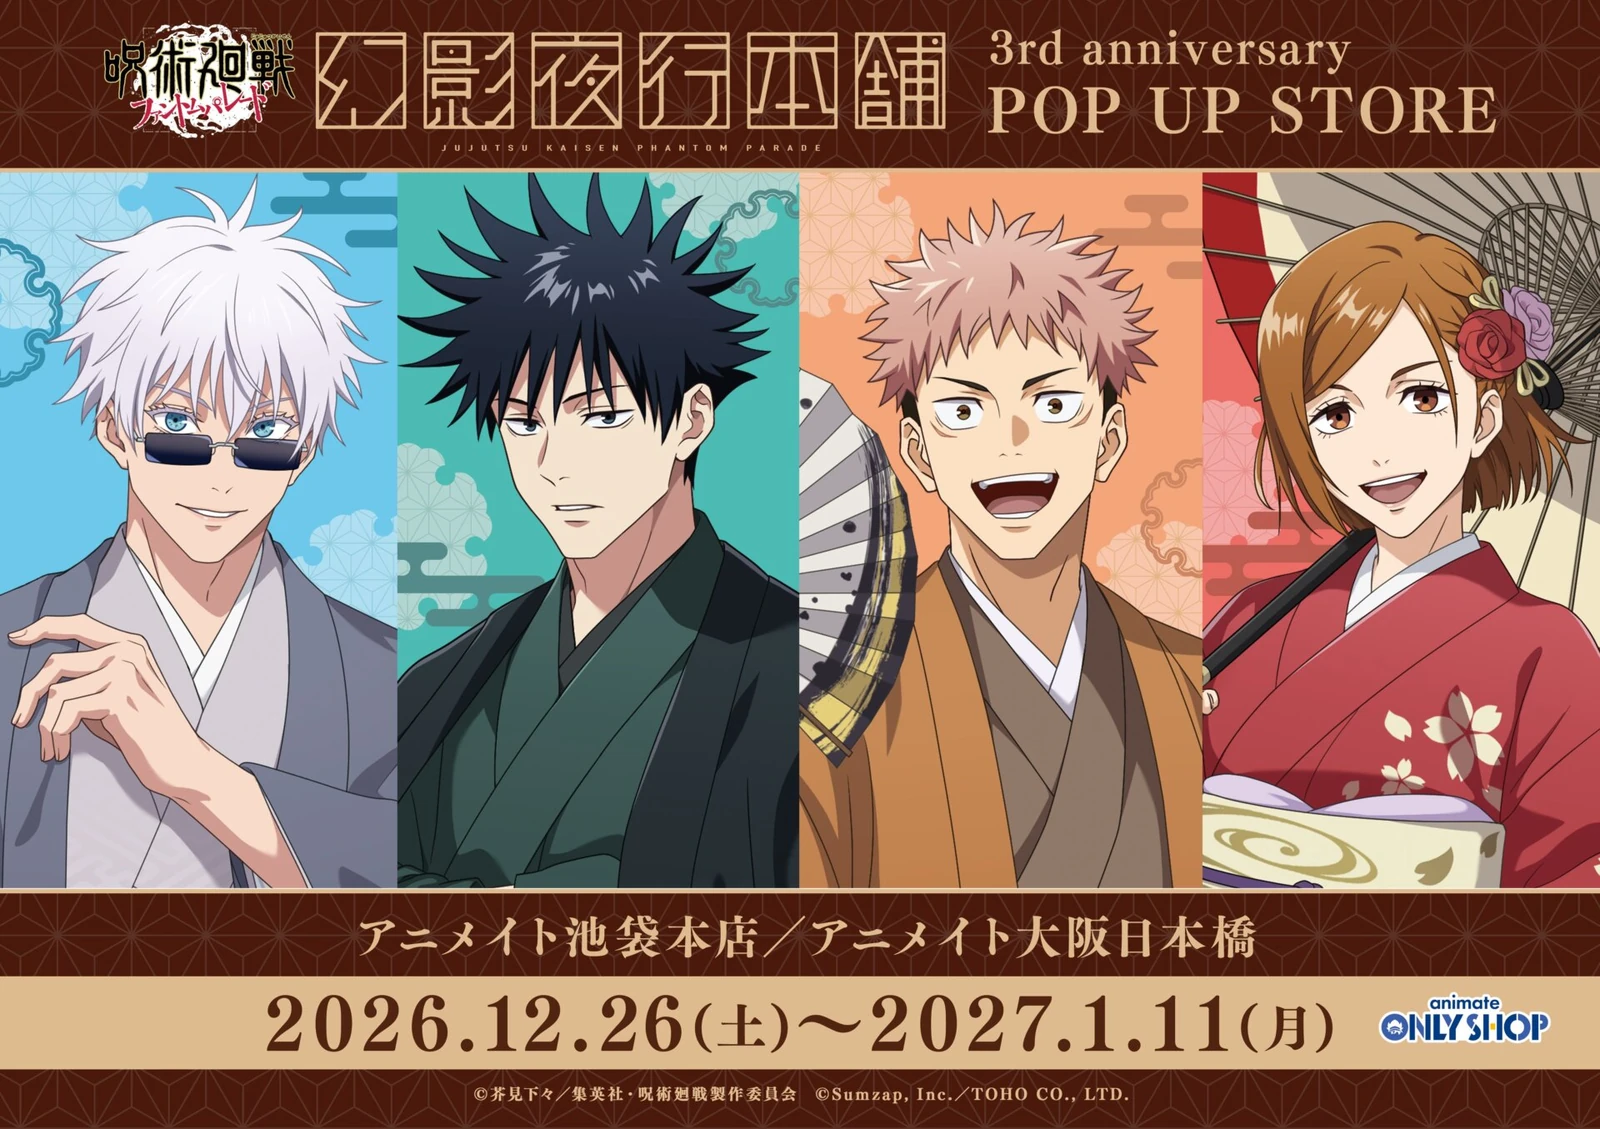 呪術廻戦
ファントムパレード
幻影夜行本舗
JUJUTSU KAISEN PHANTOM PARADE
3rd anniversary
POP UP STORE
アニメイト池袋本店／アニメイト大阪日本橋
2026.12.26(土)～2027.1.11(月)
animate
ONLY SHOP
©芥見下々／集英社・呪術廻戦製作委員会 ©Sumzap, Inc.／TOHO CO., LTD.